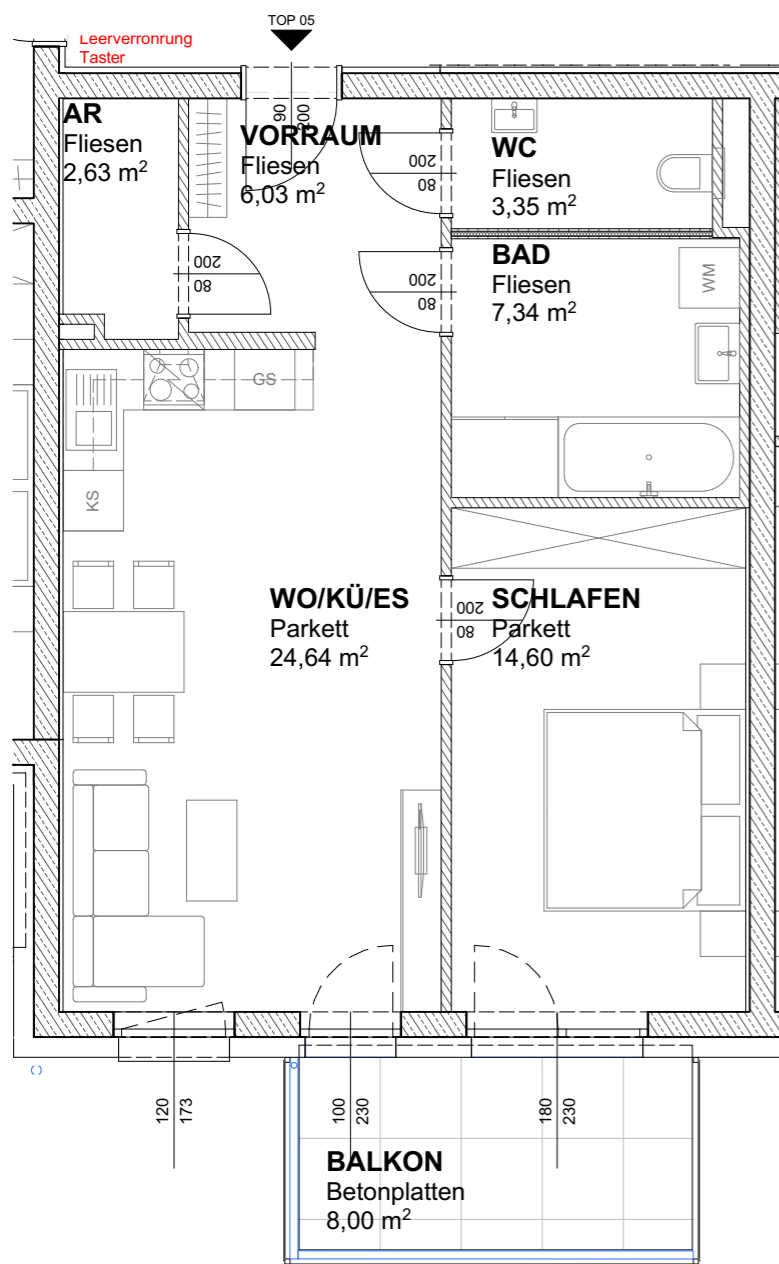 TOP 05
Leerverrohrung
Taster
AR
Fliesen
2,63 m²
VORRAUM
Fliesen
6,03 m²
90
200
WC
Fliesen
3,35 m²
200
80
BAD
Fliesen
7,34 m²
200
80
200
80
WM
GS
KS
WO/KÜ/ES
Parkett
24,64 m²
200
80
SCHLAFEN
Parkett
14,60 m²
120
173
100
230
180
230
BALKON
Betonplatten
8,00 m²